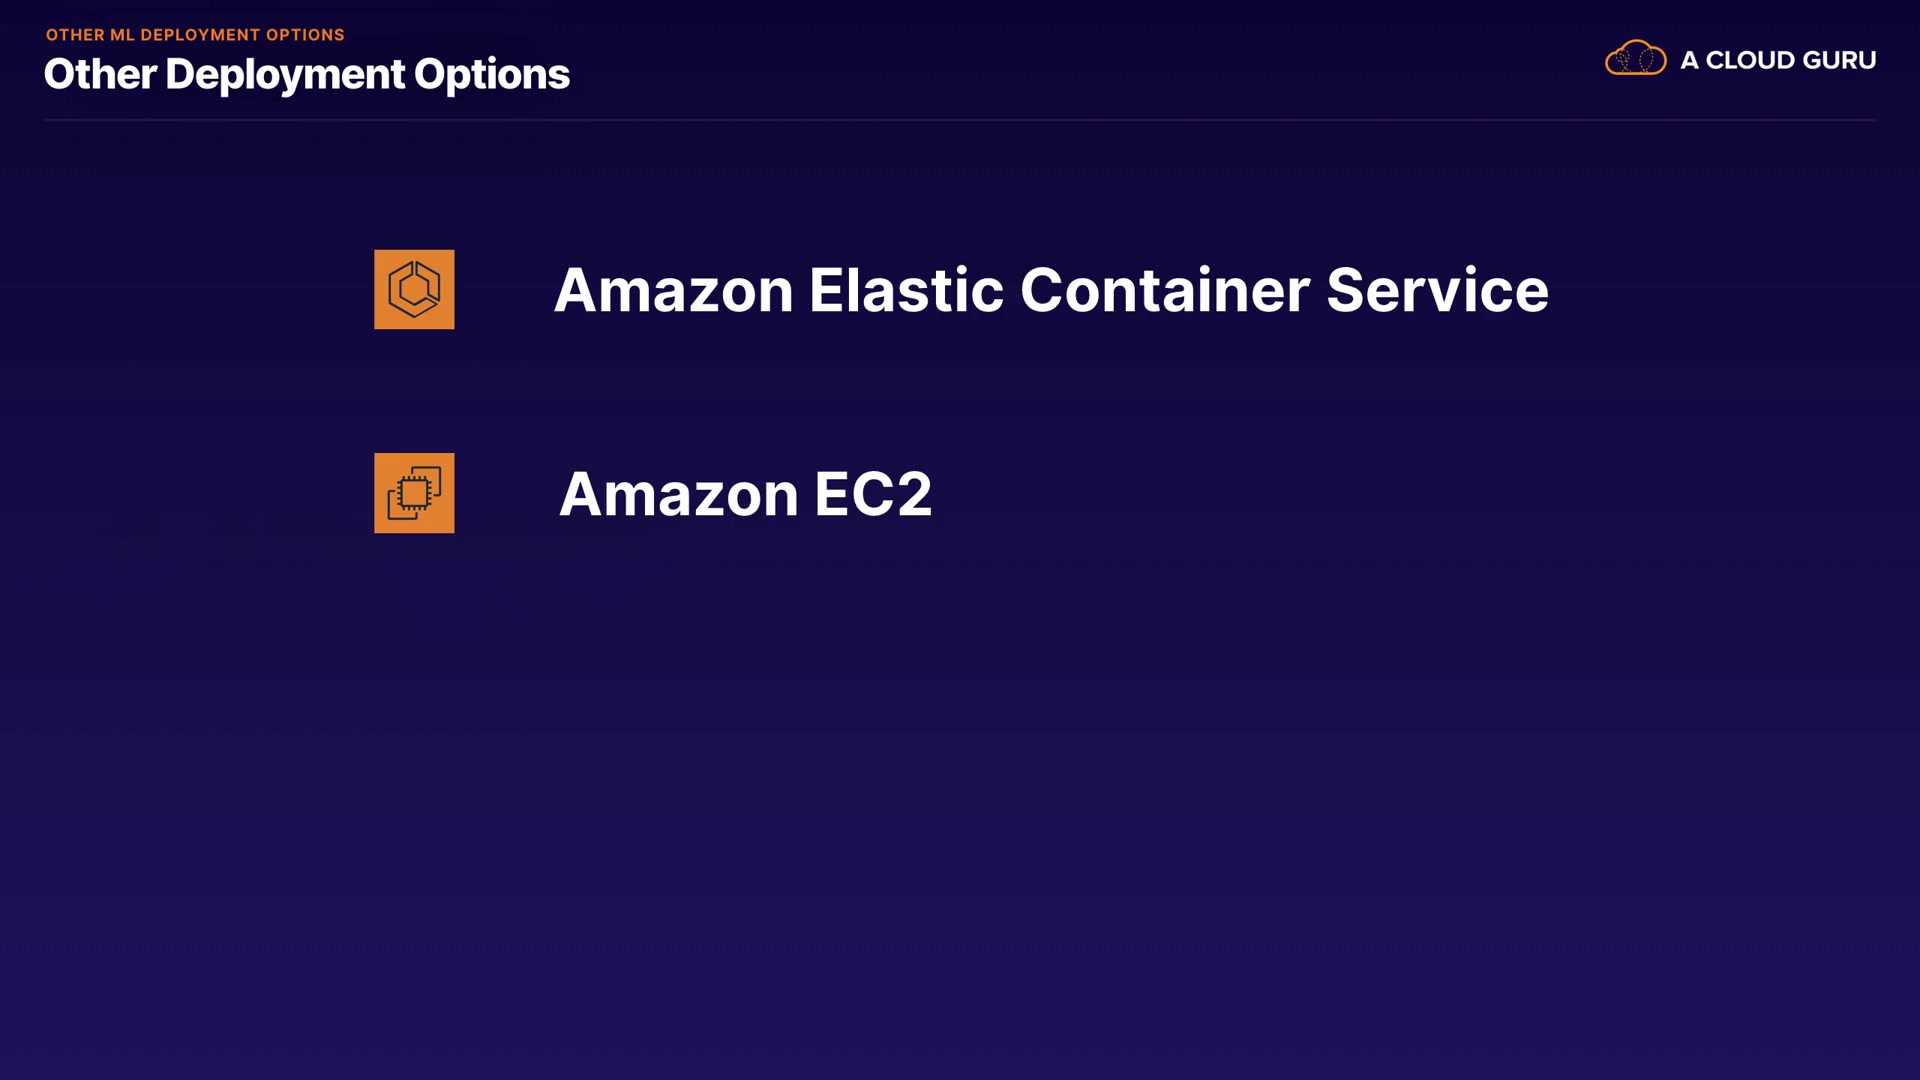 OTHER ML DEPLOYMENT OPTIONS
Other Deployment Options
A CLOUD GURU
Amazon Elastic Container Service
Amazon EC2